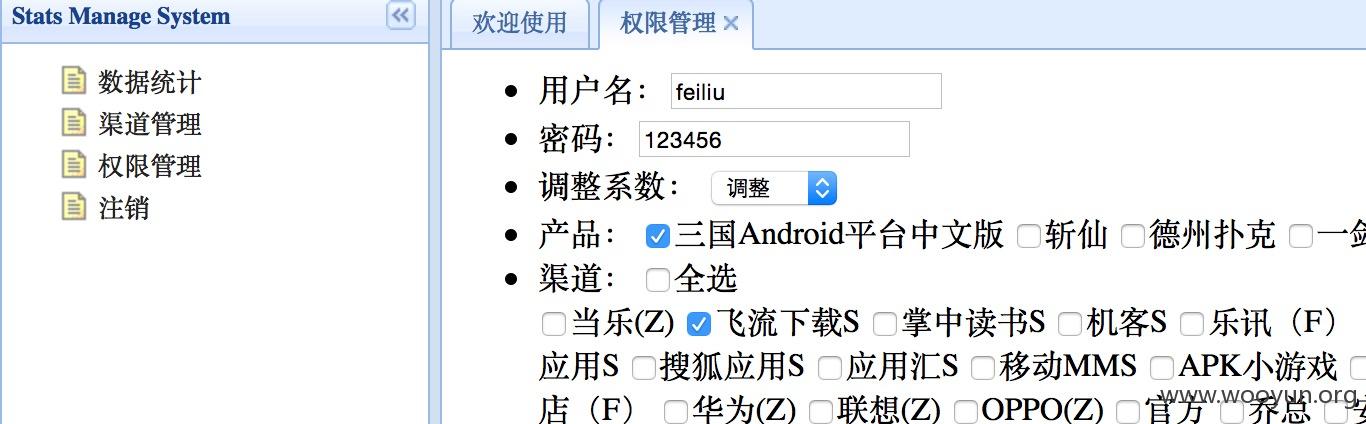 Stats Manage System
数据统计
渠道管理
权限管理
注销
欢迎使用 权限管理
用户名： feiliu
密码： 123456
调整系数： 调整
产品： 三国Android平台中文版 斩仙 德州扑克 一剑
渠道： 全选
当乐(Z) 飞流下载S 掌中读书S 机客S 乐讯（F）
应用S 搜狐应用S 应用汇S 移动MMS APK小游戏
店（F） 华为(Z) 联想(Z) OPPO(Z) 官方 乔总
www.wooyun.org